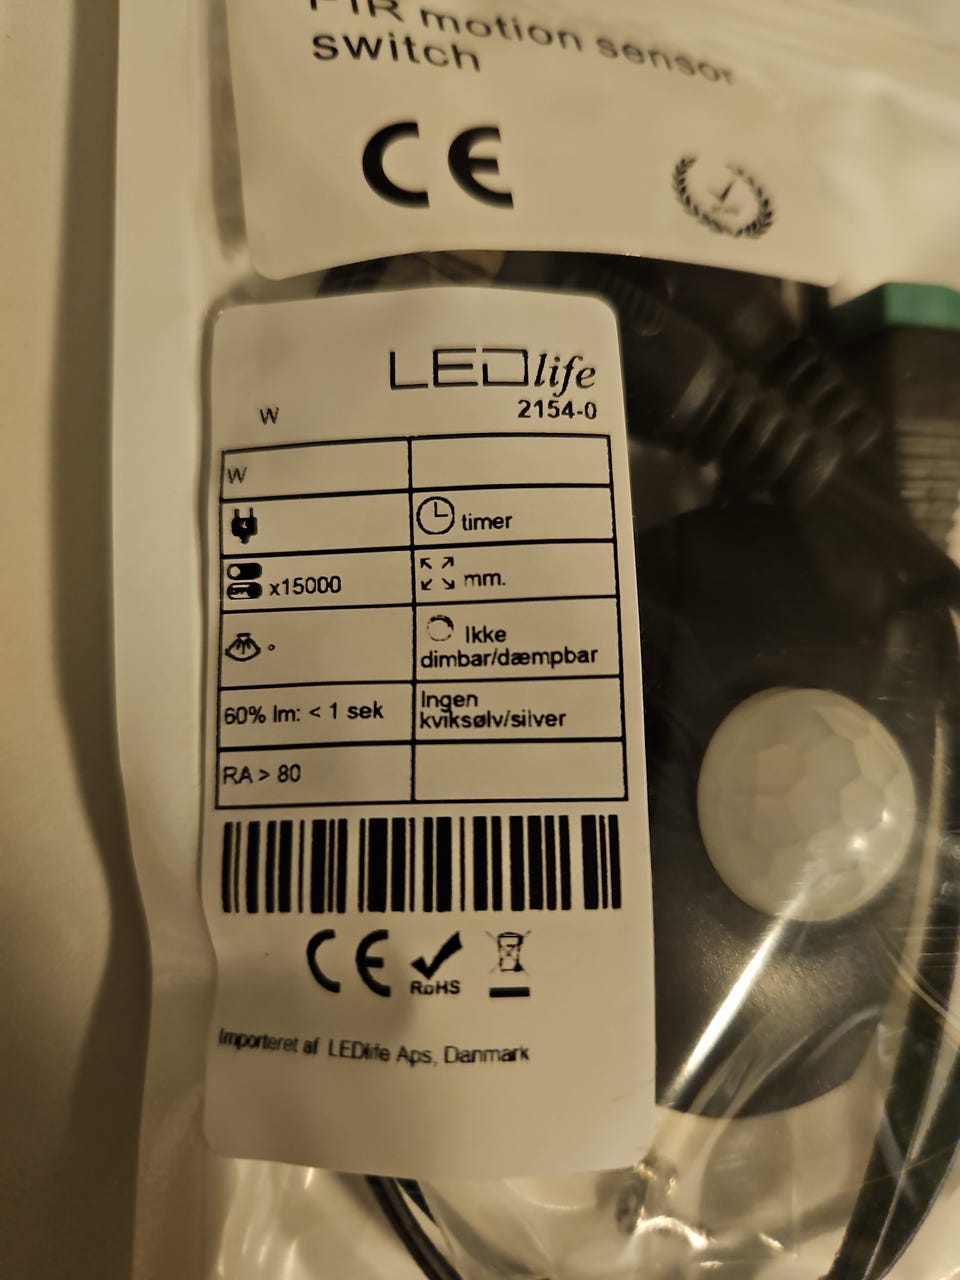 PIR motion sensor
switch
CE
LEDlife
2154-0
W
W
timer
x15000
mm.
°
Ikke
dimbar/dæmpbar
60% lm: < 1 sek
Ingen
kviksølv/silver
RA > 80
CE
RoHS
Importeret af LEDlife Aps, Danmark